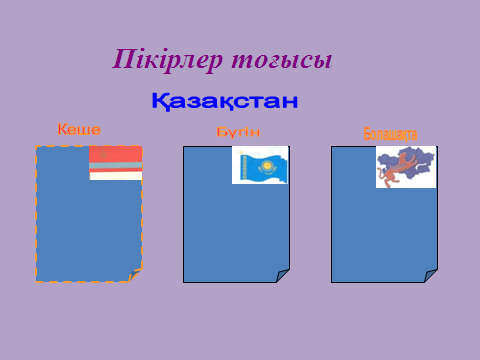 Пікірлер тоғысы
Қазақстан
Кеше Бүгін Болашақта